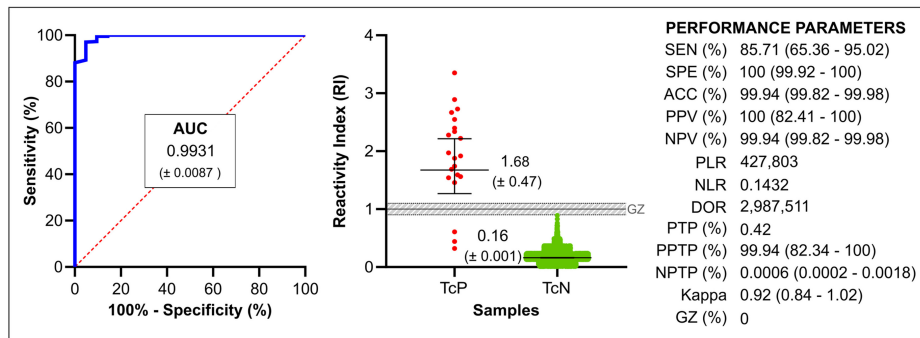 100
80
60
40
20
0
Sensitivity (%)
AUC
0.9931
(± 0.0087 )
0 20 40 60 80 100
100% - Specificity (%)
4
3
2
1
0
Reactivity Index (RI)
1.68
(± 0.47)
GZ
0.16
(± 0.001)
TcP TcN
Samples
PERFORMANCE PARAMETERS
SEN (%) 85.71 (65.36 - 95.02)
SPE (%) 100 (99.92 - 100)
ACC (%) 99.94 (99.82 - 99.98)
PPV (%) 100 (82.41 - 100)
NPV (%) 99.94 (99.82 - 99.98)
PLR 427,803
NLR 0.1432
DOR 2,987,511
PTP (%) 0.42
PPTP (%) 99.94 (82.34 - 100)
NPTP (%) 0.0006 (0.0002 - 0.0018)
Kappa 0.92 (0.84 - 1.02)
GZ (%) 0